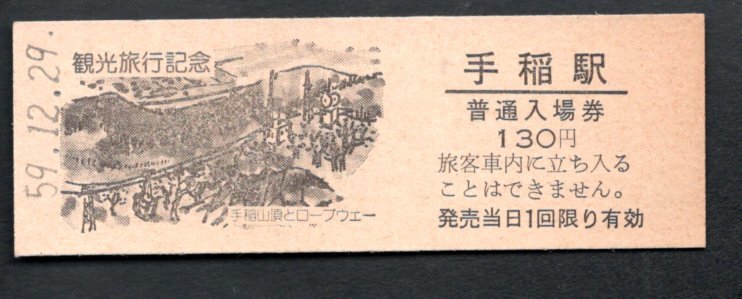 59.12.29.
観光旅行記念
手稲山頂とロープウェー
手稲駅
普通入場券
130円
旅客車内に立ち入る
ことはできません。
発売当日1回限り有効